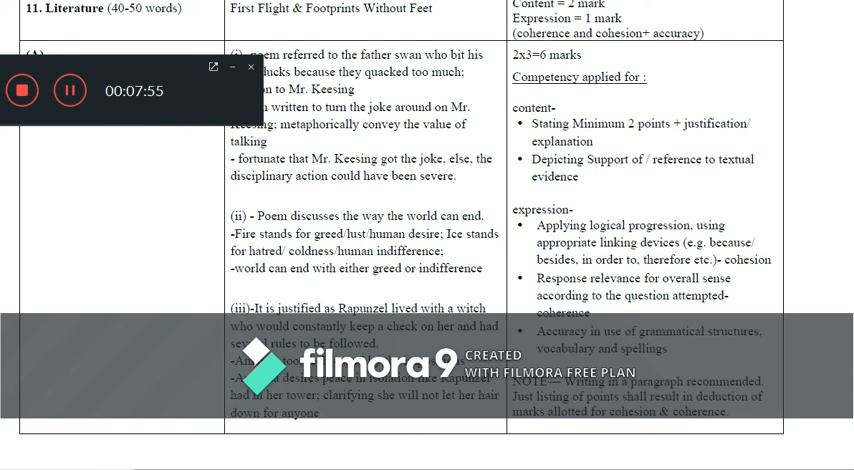 11. Literature (40-50 words)
First Flight & Footprints Without Feet
Content = 2 mark
Expression = 1 mark
(coherence and cohesion+ accuracy)
(A)
(i) -poem referred to the father swan who bit his
ducks because they quacked too much;
to Mr. Keesing
written to turn the joke around on Mr.
Keesing; metaphorically convey the value of
talking
- fortunate that Mr. Keesing got the joke, else, the
disciplinary action could have been severe.
(ii) - Poem discusses the way the world can end.
-Fire stands for greed/lust/human desire; Ice stands
for hatred/ coldness/human indifference;
-world can end with either greed or indifference
(iii)-It is justified as Rapunzel lived with a witch
who would constantly keep a check on her and had
several rules to be followed.
desires peace in isolation like Rapunzel
had in her tower; clarifying she will not let her hair
down for anyone
2x3=6 marks
Competency applied for :
content-
• Stating Minimum 2 points + justification/
explanation
• Depicting Support of / reference to textual
evidence
expression-
• Applying logical progression, using
appropriate linking devices (e.g. because/
besides, in order to, therefore etc.)- cohesion
• Response relevance for overall sense
according to the question attempted-
coherence
• Accuracy in use of grammatical structures,
vocabulary and spellings
NOTE— Writing in a paragraph recommended.
Just listing of points shall result in deduction of
marks allotted for cohesion & coherence.
00:07:55
filmora 9 CREATED
WITH FILMORA FREE PLAN